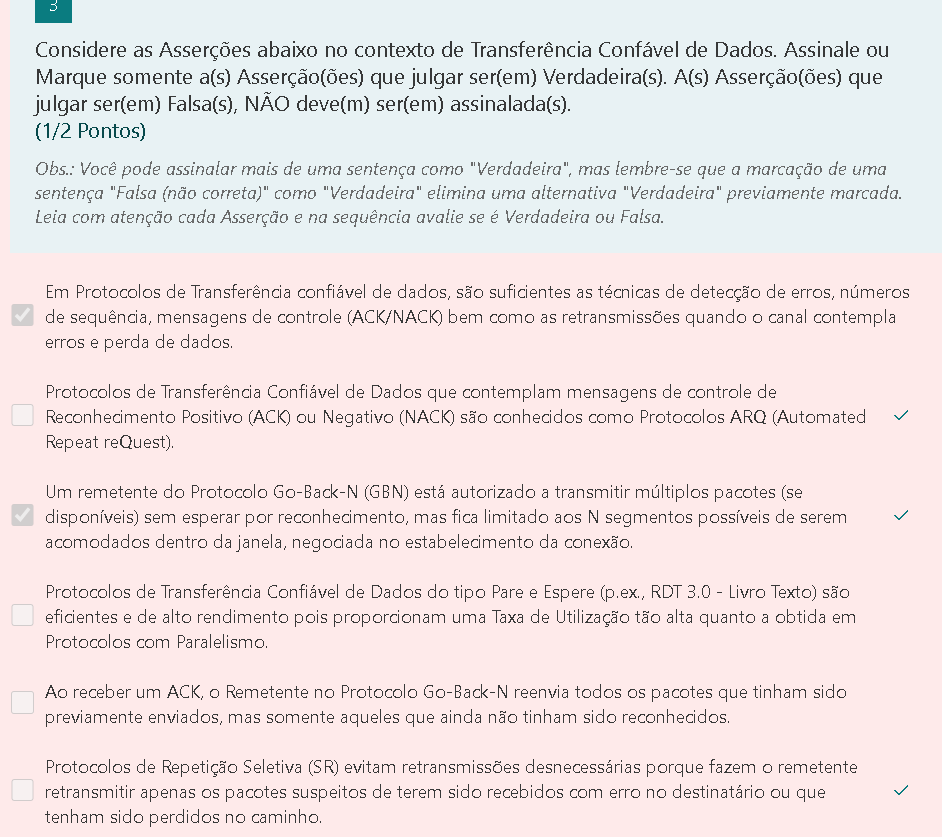 3
Considere as Asserções abaixo no contexto de Transferência Confável de Dados. Assinale ou
Marque somente a(s) Asserção(ões) que julgar ser(em) Verdadeira(s). A(s) Asserção(ões) que
julgar ser(em) Falsa(s), NÃO deve(m) ser(em) assinalada(s).
(1/2 Pontos)
Obs.: Você pode assinalar mais de uma sentença como "Verdadeira", mas lembre-se que a marcação de uma
sentença "Falsa (não correta)" como "Verdadeira" elimina uma alternativa "Verdadeira" previamente marcada.
Leia com atenção cada Asserção e na sequência avalie se é Verdadeira ou Falsa.
Em Protocolos de Transferência confiável de dados, são suficientes as técnicas de detecção de erros, números
de sequência, mensagens de controle (ACK/NACK) bem como as retransmissões quando o canal contempla
erros e perda de dados.
Protocolos de Transferência Confiável de Dados que contemplam mensagens de controle de
Reconhecimento Positivo (ACK) ou Negativo (NACK) são conhecidos como Protocolos ARQ (Automated
Repeat reQuest).
Um remetente do Protocolo Go-Back-N (GBN) está autorizado a transmitir múltiplos pacotes (se
disponíveis) sem esperar por reconhecimento, mas fica limitado aos N segmentos possíveis de serem
acomodados dentro da janela, negociada no estabelecimento da conexão.
Protocolos de Transferência Confiável de Dados do tipo Pare e Espere (p.ex., RDT 3.0 - Livro Texto) são
eficientes e de alto rendimento pois proporcionam uma Taxa de Utilização tão alta quanto a obtida em
Protocolos com Paralelismo.
Ao receber um ACK, o Remetente no Protocolo Go-Back-N reenvia todos os pacotes que tinham sido
previamente enviados, mas somente aqueles que ainda não tinham sido reconhecidos.
Protocolos de Repetição Seletiva (SR) evitam retransmissões desnecessárias porque fazem o remetente
retransmitir apenas os pacotes suspeitos de terem sido recebidos com erro no destinatário ou que
tenham sido perdidos no caminho.